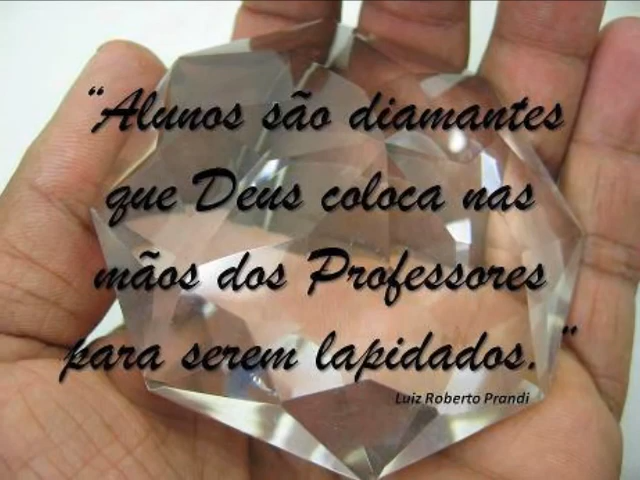 “Alunos são diamantes
que Deus coloca nas
mãos dos Professores
para serem lapidados. ”
Luiz Roberto Prandi